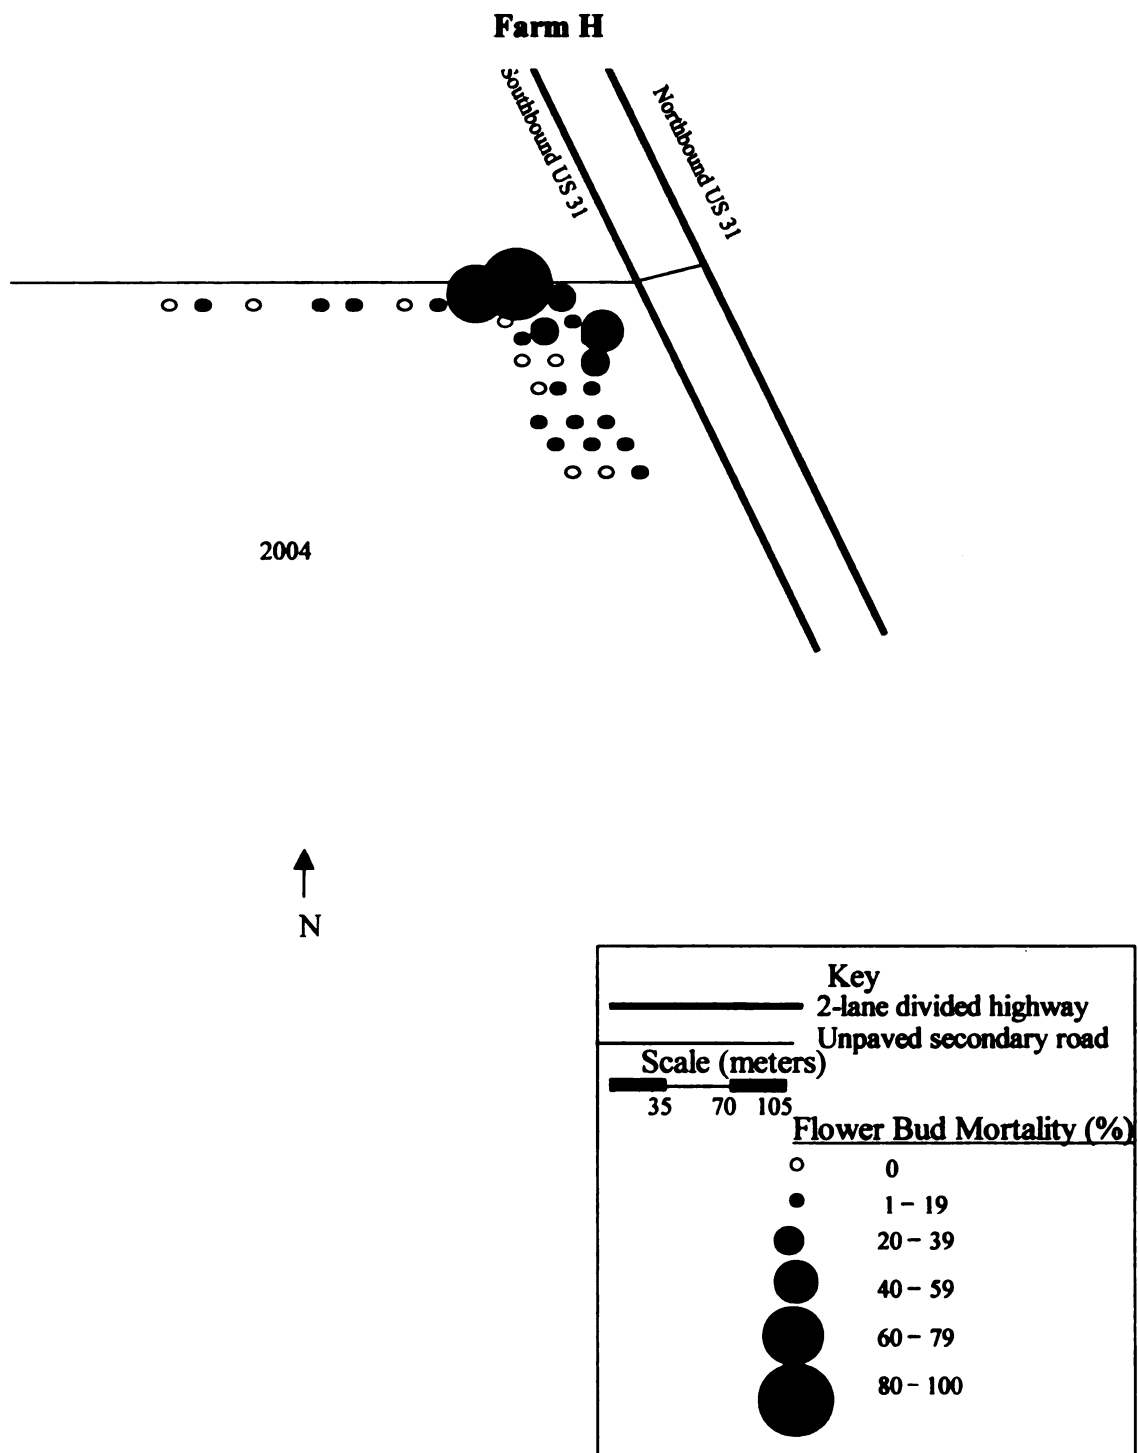 Farm H
Southbound US 31
Northbound US 31
2004
N
Key
2-lane divided highway
Unpaved secondary road
Scale (meters)
35 70 105
Flower Bud Mortality (%)
0
1 – 19
20 – 39
40 – 59
60 – 79
80 – 100